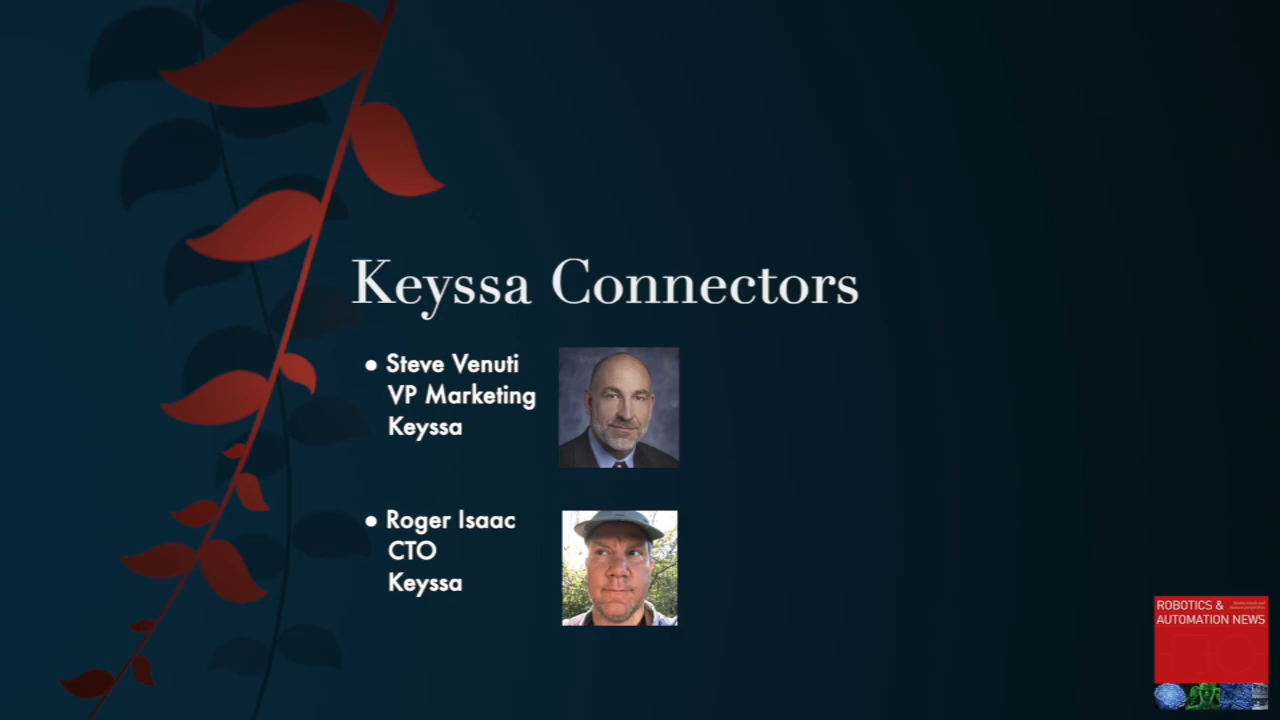 Keyssa Connectors
• Steve Venuti
VP Marketing
Keyssa
• Roger Isaac
CTO
Keyssa
ROBOTICS &
AUTOMATION NEWS